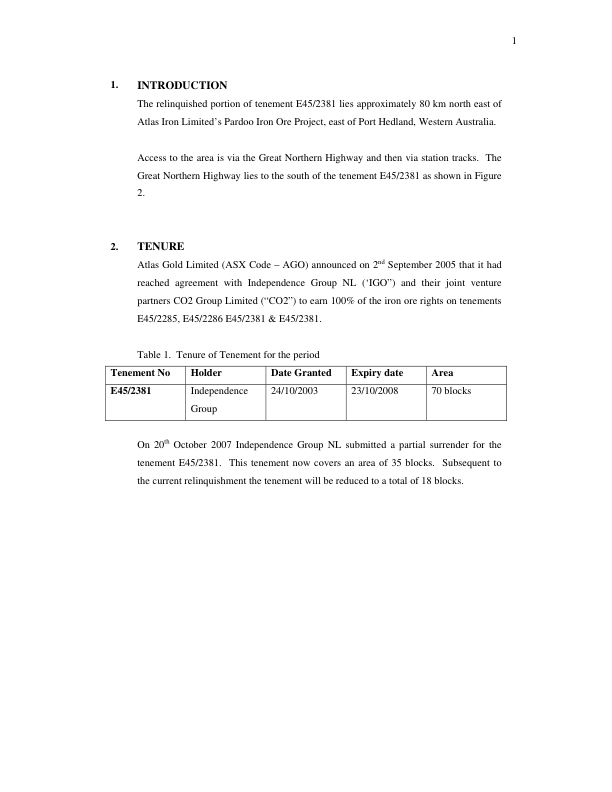 1
1. INTRODUCTION
The relinquished portion of tenement E45/2381 lies approximately 80 km north east of
Atlas Iron Limited's Pardoo Iron Ore Project, east of Port Hedland, Western Australia.
Access to the area is via the Great Northern Highway and then via station tracks. The
Great Northern Highway lies to the south of the tenement E45/2381 as shown in Figure
2.
2. TENURE
Atlas Gold Limited (ASX Code – AGO) announced on 2nd September 2005 that it had
reached agreement with Independence Group NL ('IGO") and their joint venture
partners CO2 Group Limited ("CO2") to earn 100% of the iron ore rights on tenements
E45/2285, E45/2286 E45/2381 & E45/2381.
Table 1. Tenure of Tenement for the period
Tenement No Holder Date Granted Expiry date Area
E45/2381 Independence 24/10/2003 23/10/2008 70 blocks
Group
On 20th October 2007 Independence Group NL submitted a partial surrender for the
tenement E45/2381. This tenement now covers an area of 35 blocks. Subsequent to
the current relinquishment the tenement will be reduced to a total of 18 blocks.